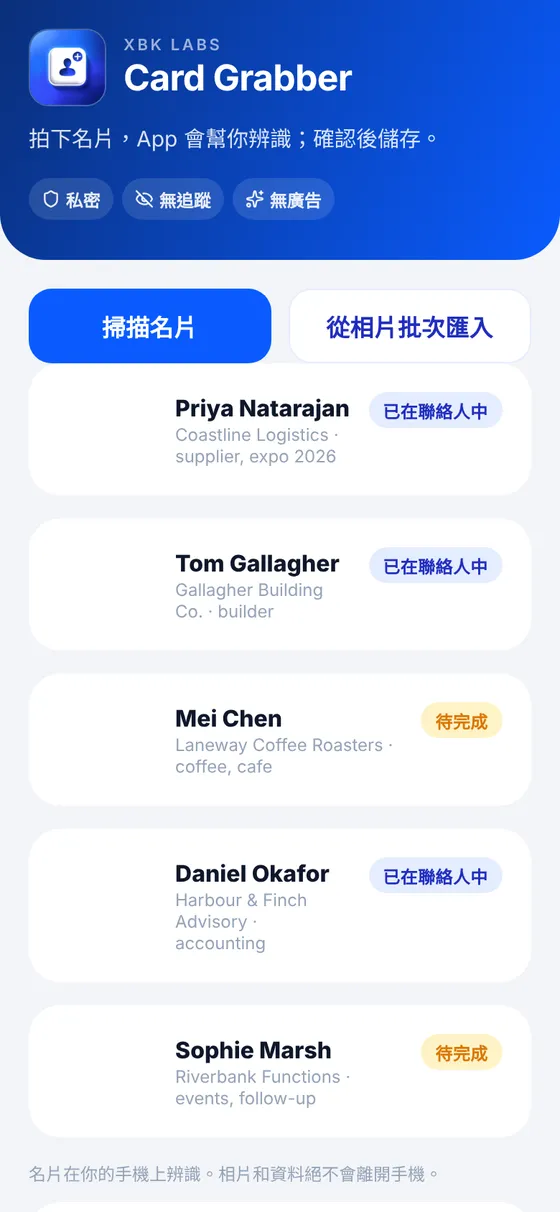 XBK LABS
Card Grabber
拍下名片，App 會幫你辨識；確認後儲存。
私密
無追蹤
無廣告
掃描名片
從相片批次匯入
Priya Natarajan
已在聯絡人中
Coastline Logistics ·
supplier, expo 2026
Tom Gallagher
已在聯絡人中
Gallagher Building
Co. · builder
Mei Chen
待完成
Laneway Coffee Roasters ·
coffee, cafe
Daniel Okafor
已在聯絡人中
Harbour & Finch
Advisory ·
accounting
Sophie Marsh
待完成
Riverbank Functions ·
events, follow-up
名片在你的手機上辨識。相片和資料絕不會離開手機。